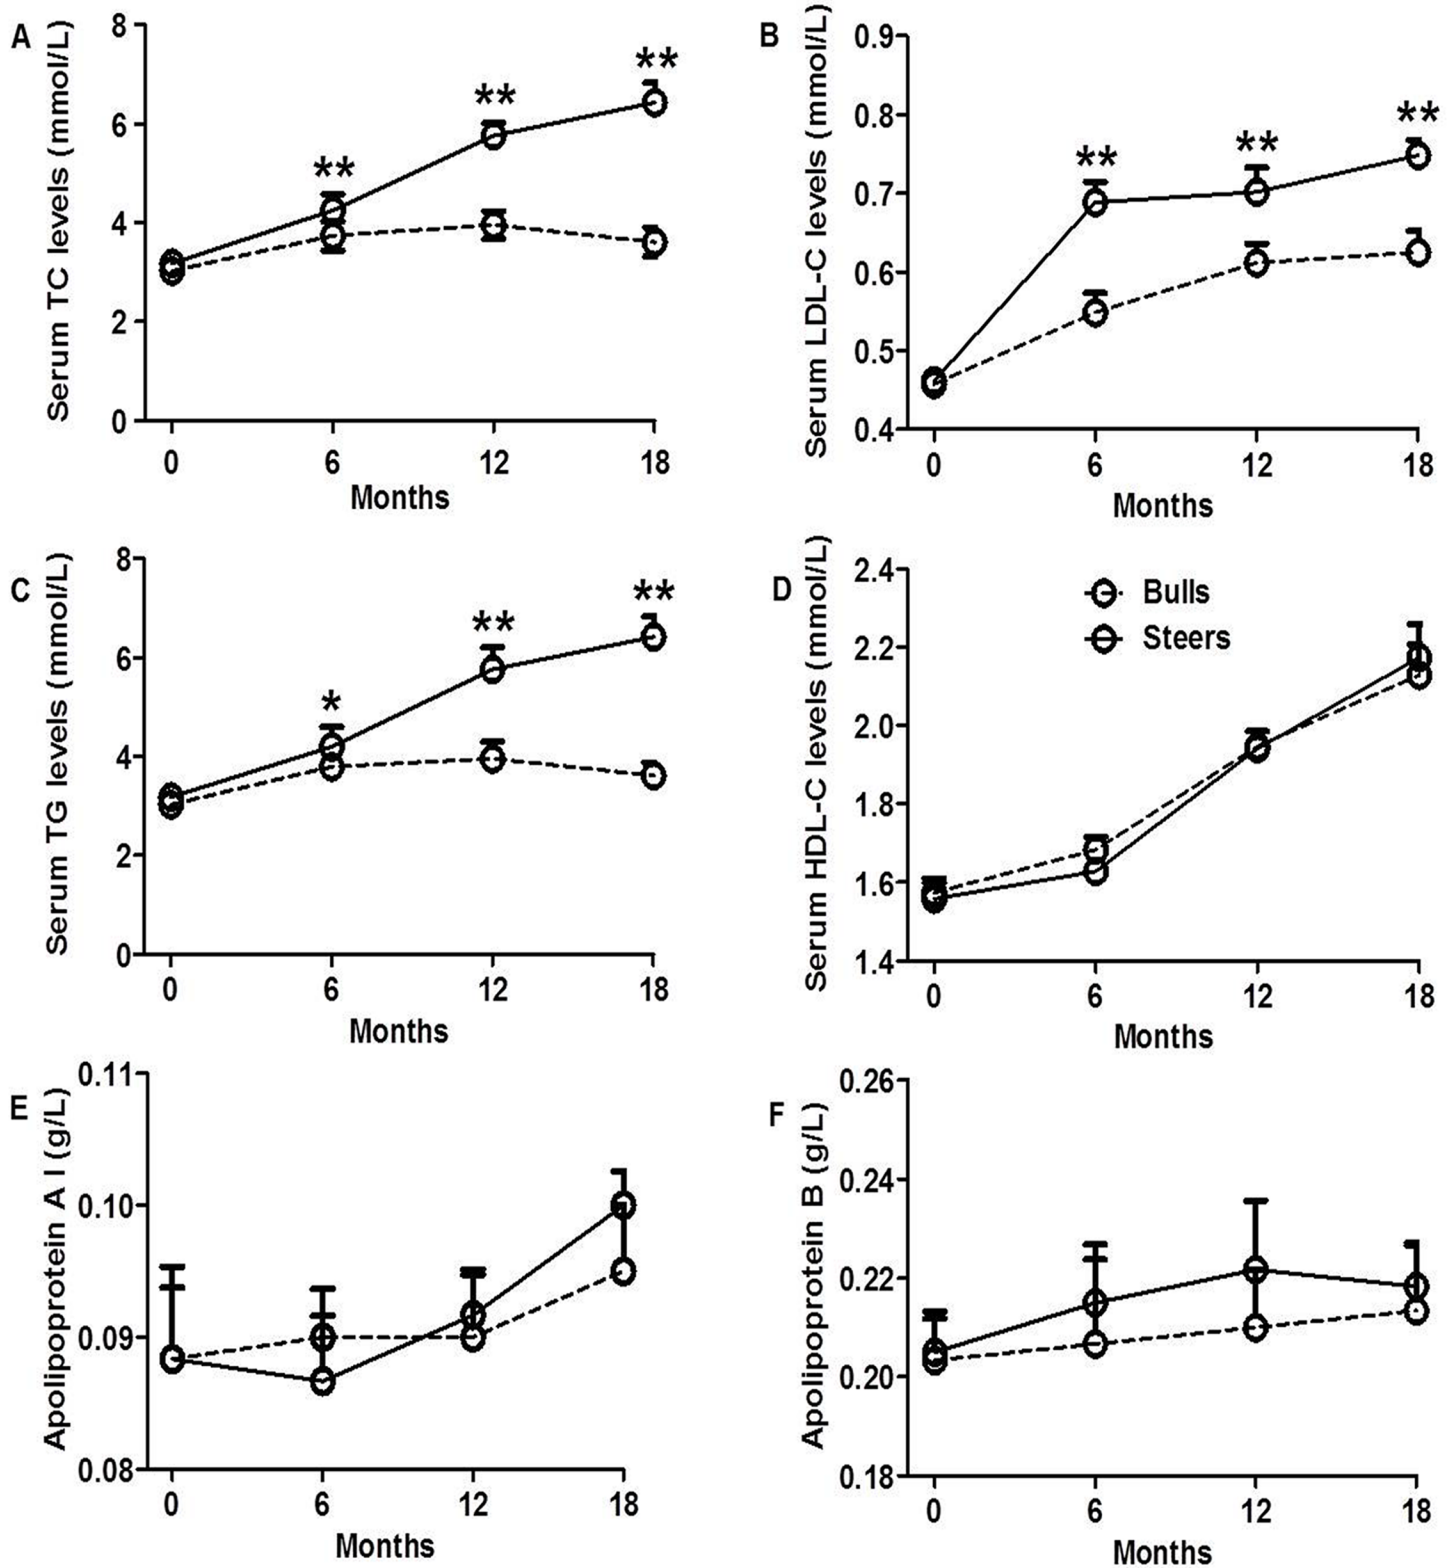 A
Serum TC levels (mmol/L)
8
6
4
2
0
**
**
**
0 6 12 18
Months
B
Serum LDL-C levels (mmol/L)
0.9
0.8
0.7
0.6
0.5
0.4
**
**
**
0 6 12 18
Months
C
Serum TG levels (mmol/L)
8
6
4
2
0
*
**
**
0 6 12 18
Months
D
Serum HDL-C levels (mmol/L)
2.4
2.2
2.0
1.8
1.6
1.4
Bulls
Steers
0 6 12 18
Months
E
Apolipoprotein A I (g/L)
0.11
0.10
0.09
0.08
0 6 12 18
Months
F
Apolipoprotein B (g/L)
0.26
0.24
0.22
0.20
0.18
0 6 12 18
Months